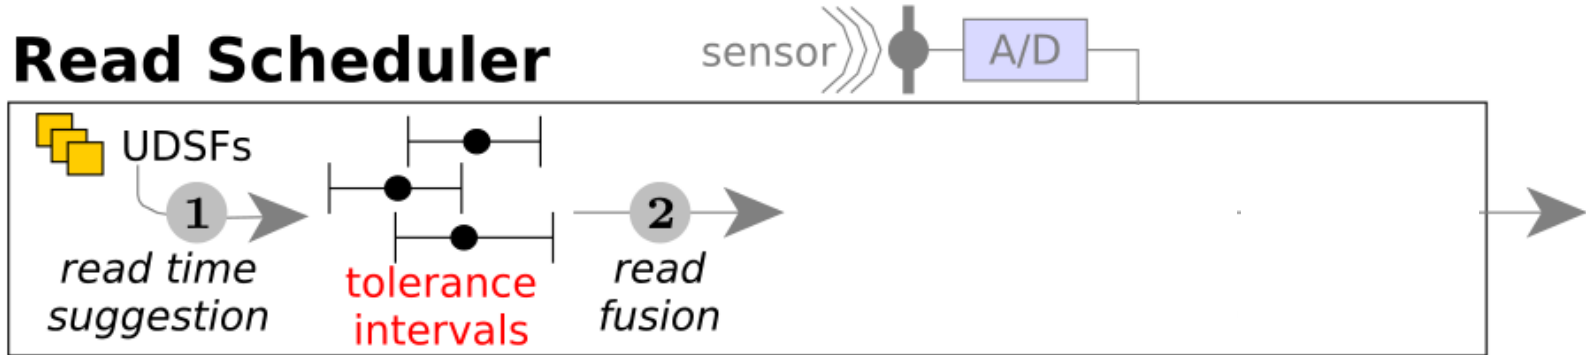 Read Scheduler
sensor
A/D
UDSFs
1
read time
suggestion
tolerance
intervals
2
read
fusion